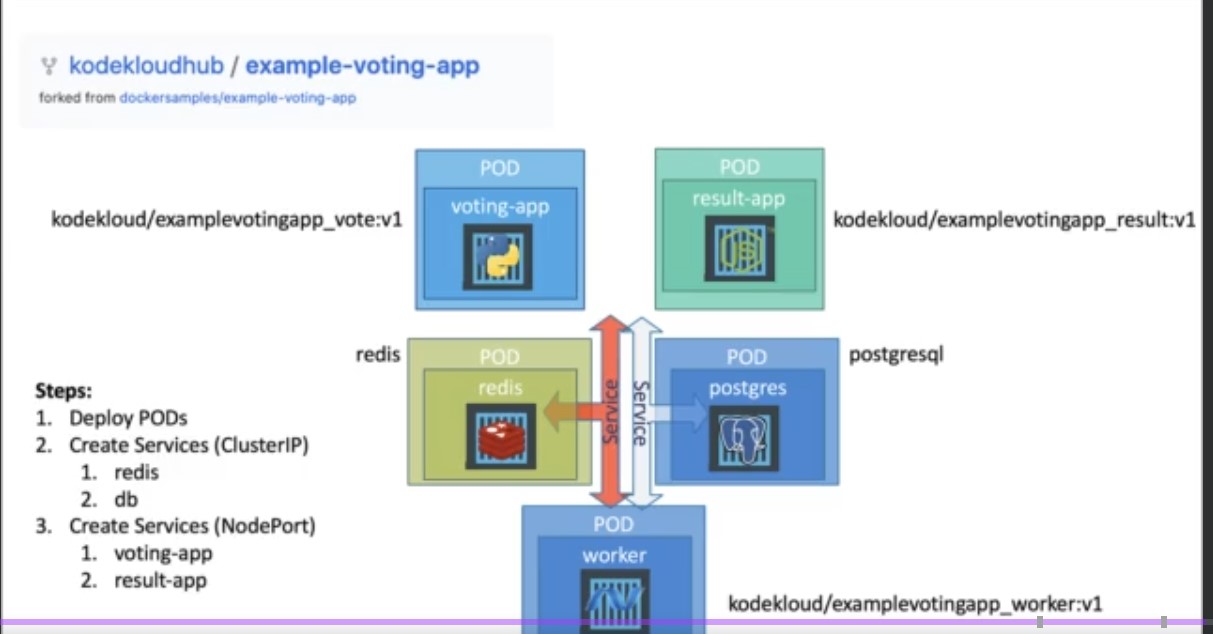 kodekloudhub / example-voting-app
forked from dockersamples/example-voting-app
POD
voting-app
kodekloud/examplevotingapp_vote:v1
POD
result-app
JS
kodekloud/examplevotingapp_result:v1
redis
POD
redis
Service
Service
POD
postgres
postgresql
Steps:
1. Deploy PODs
2. Create Services (ClusterIP)
1. redis
2. db
3. Create Services (NodePort)
1. voting-app
2. result-app
POD
worker
kodekloud/examplevotingapp_worker:v1